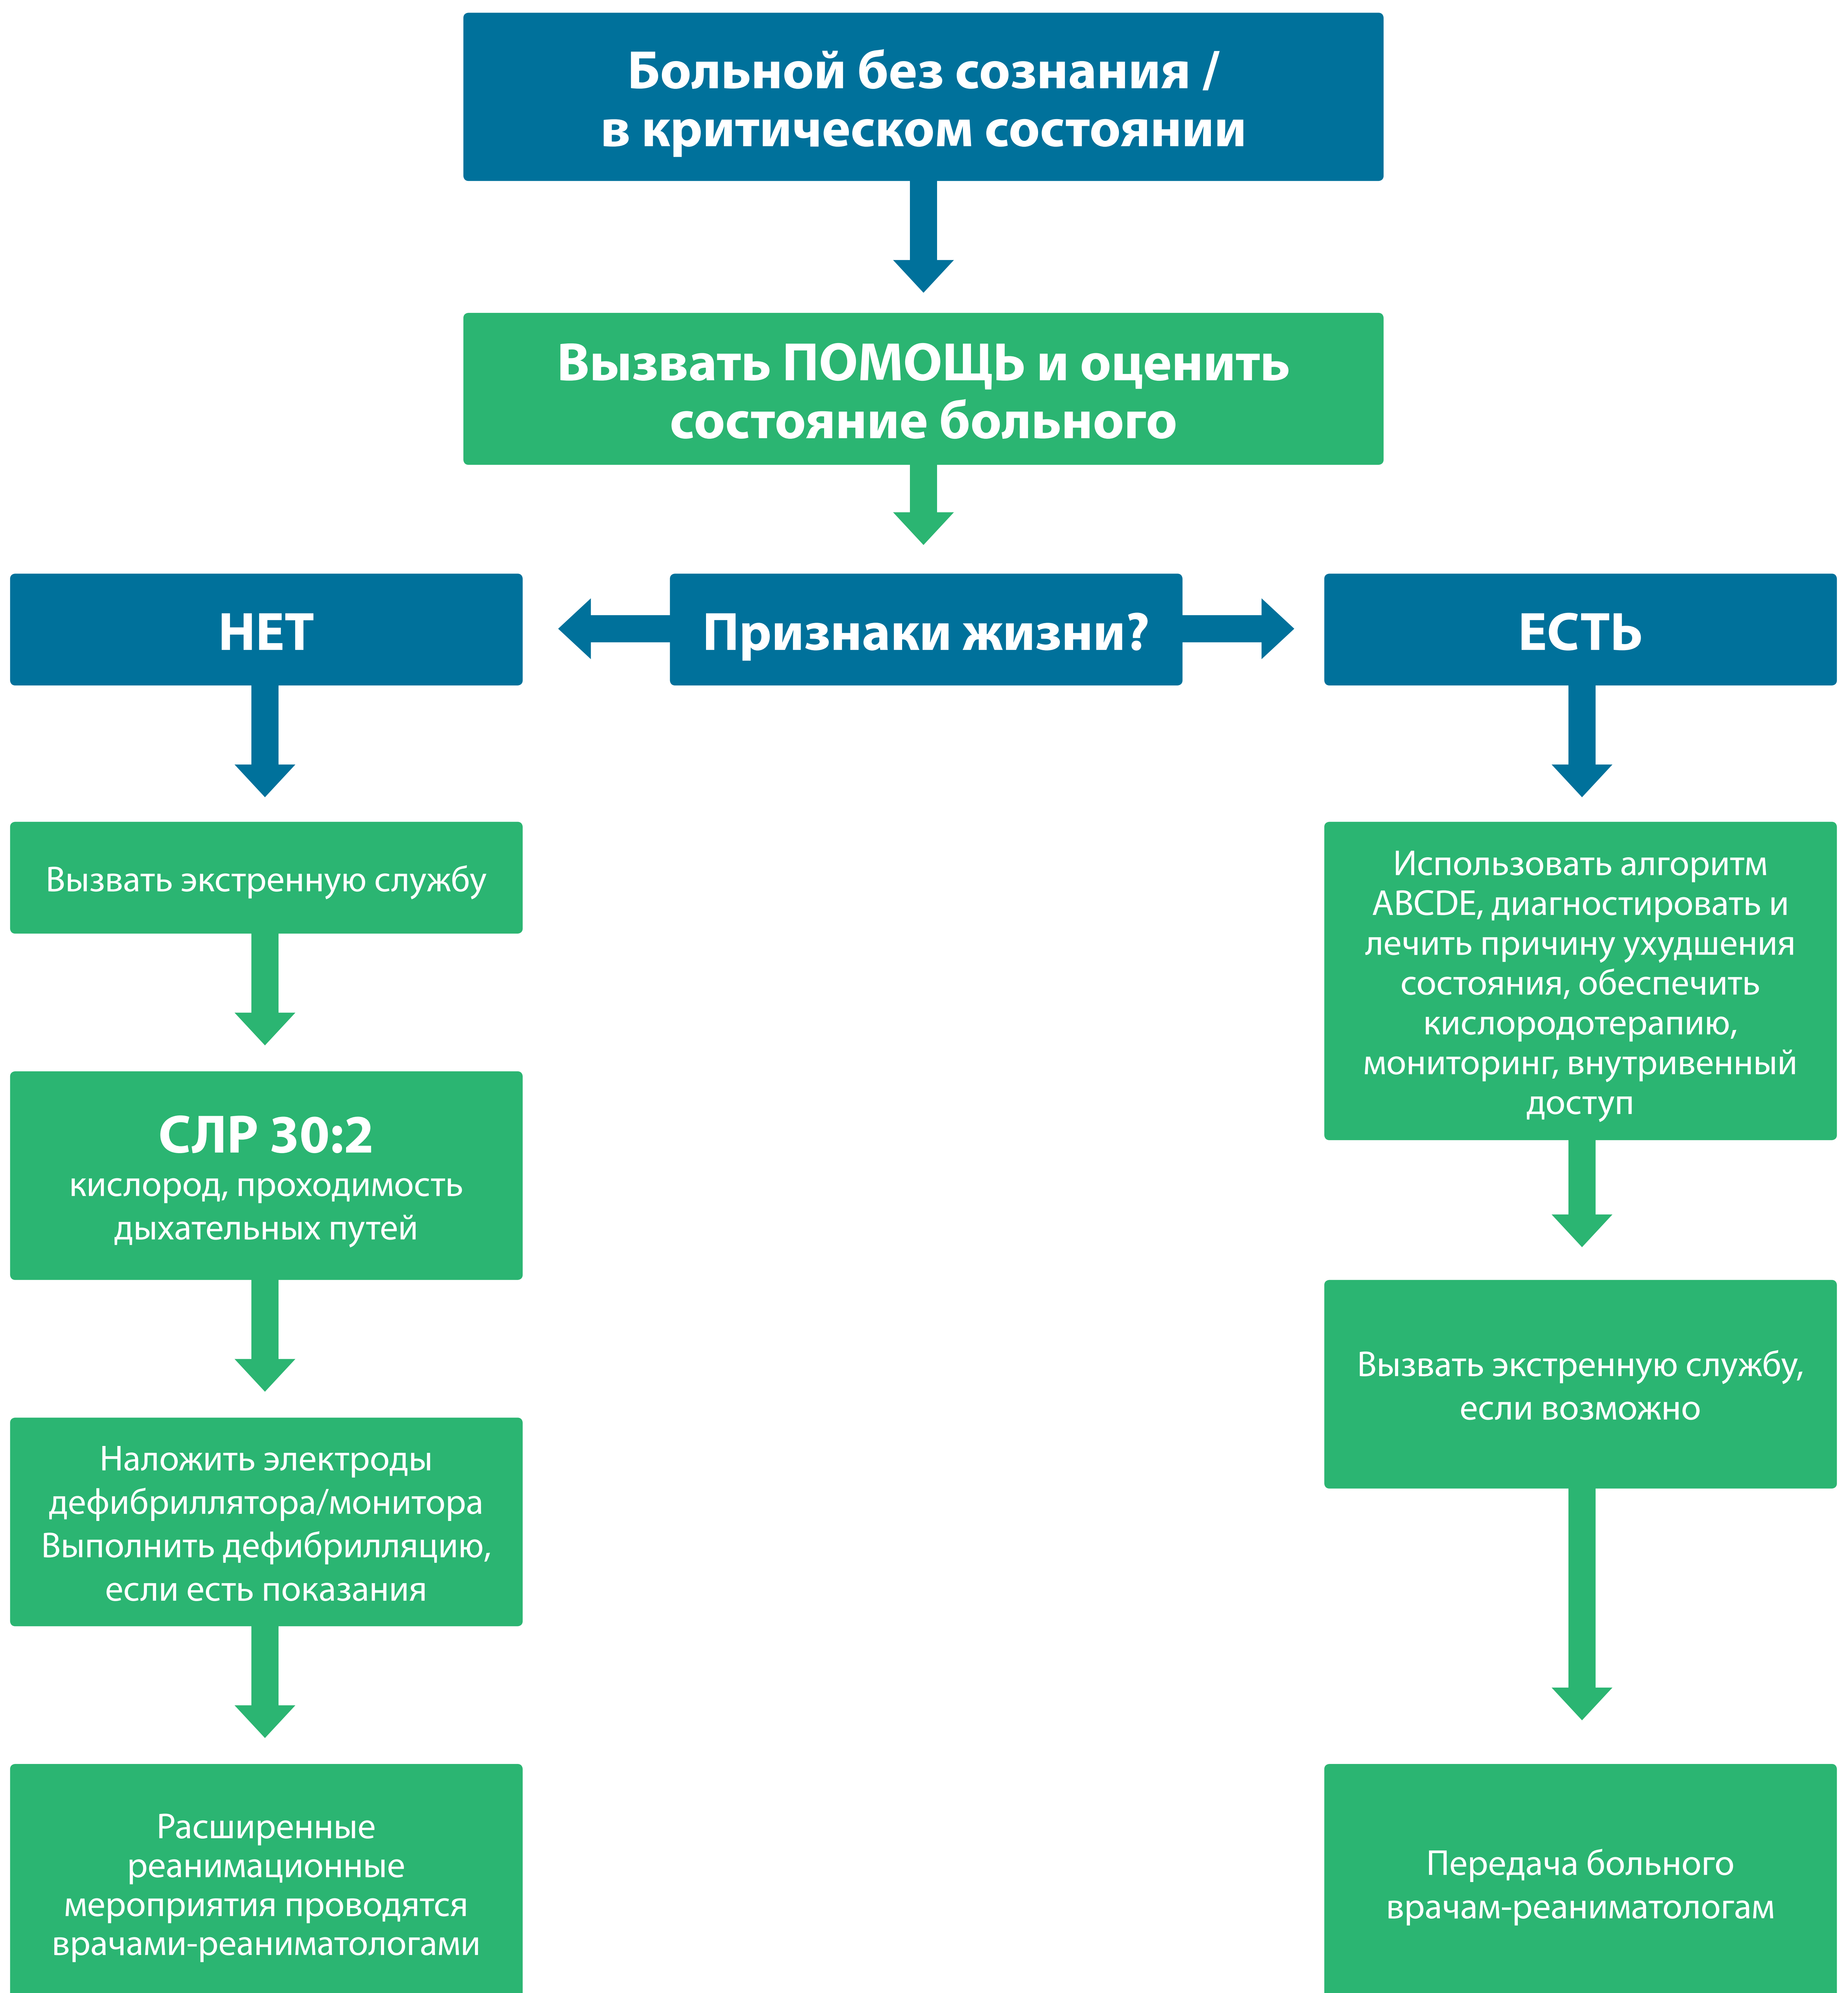 Больной без сознания /
в критическом состоянии
Вызвать ПОМОЩЬ и оценить
состояние больного
НЕТ
Признаки жизни?
ЕСТЬ
Вызвать экстренную службу
СЛР 30:2
кислород, проходимость
дыхательных путей
Наложить электроды
дефибриллятора/монитора
Выполнить дефибрилляцию,
если есть показания
Расширенные
реанимационные
мероприятия проводятся
врачами-реаниматологами
Использовать алгоритм
ABCDE, диагностировать и
лечить причину ухудшения
состояния, обеспечить
кислородотерапию,
мониторинг, внутривенный
доступ
Вызвать экстренную службу,
если возможно
Передача больного
врачам-реаниматологам